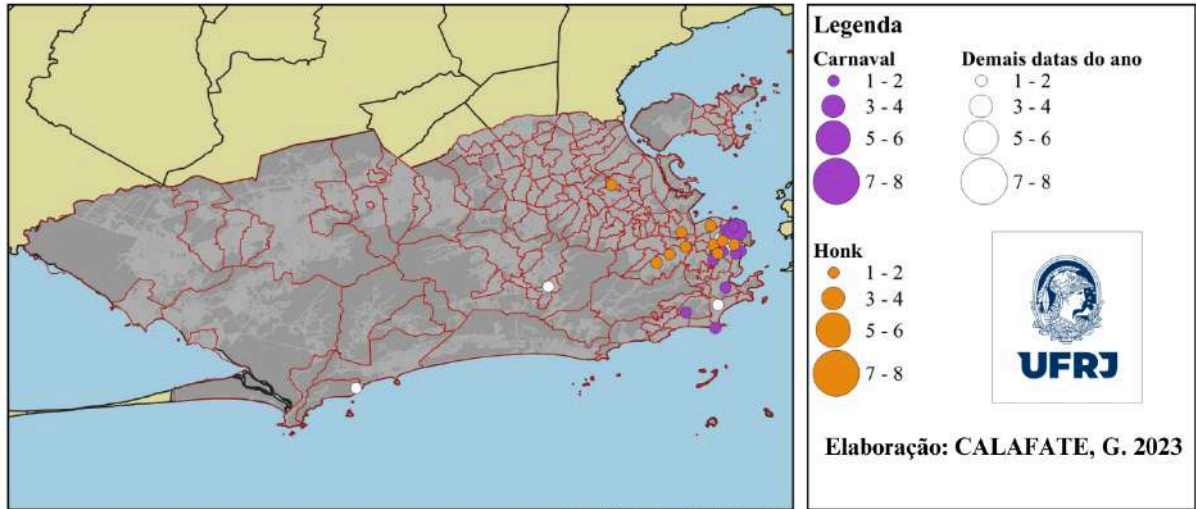 Legenda
Carnaval
1 - 2
3 - 4
5 - 6
7 - 8
Demais datas do ano
1 - 2
3 - 4
5 - 6
7 - 8
Honk
1 - 2
3 - 4
5 - 6
7 - 8
UFRJ
Elaboração: CALAFATE, G. 2023